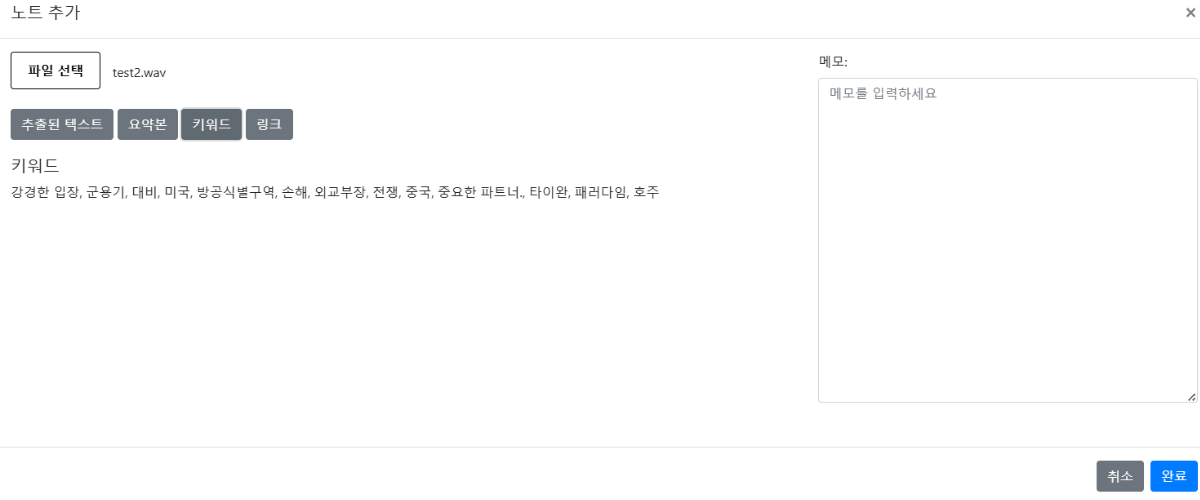 노트 추가 ×
파일 선택 test2.wav
추출된 텍스트 요약본 키워드 링크
키워드
강경한 입장, 군용기, 대비, 미국, 방공식별구역, 손해, 외교부장, 전쟁, 중국, 중요한 파트너., 타이완, 패러다임, 호주
메모:
메모를 입력하세요
취소 완료